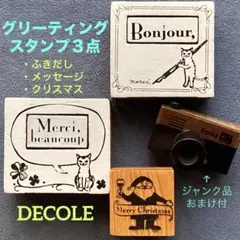 グリーティング
スタンプ3点
・ふきだし
・メッセージ
・クリスマス
Bonjour,
merci
Merci,
beaucoup
↑
ジャンク品
おまけ付
Merry Christmas
DECOLE